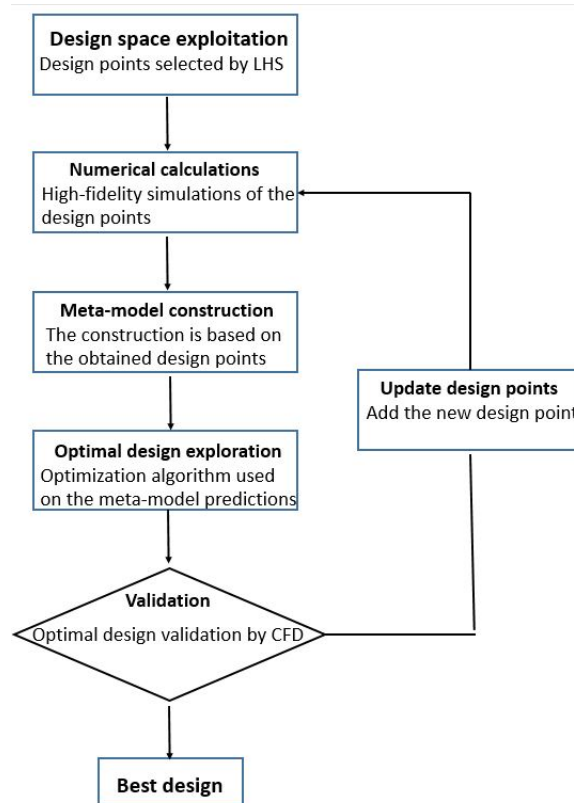 Design space exploitation
Design points selected by LHS
Numerical calculations
High-fidelity simulations of the
design points
Meta-model construction
The construction is based on
the obtained design points
Update design points
Add the new design point
Optimal design exploration
Optimization algorithm used
on the meta-model predictions
Validation
Optimal design validation by CFD
Best design